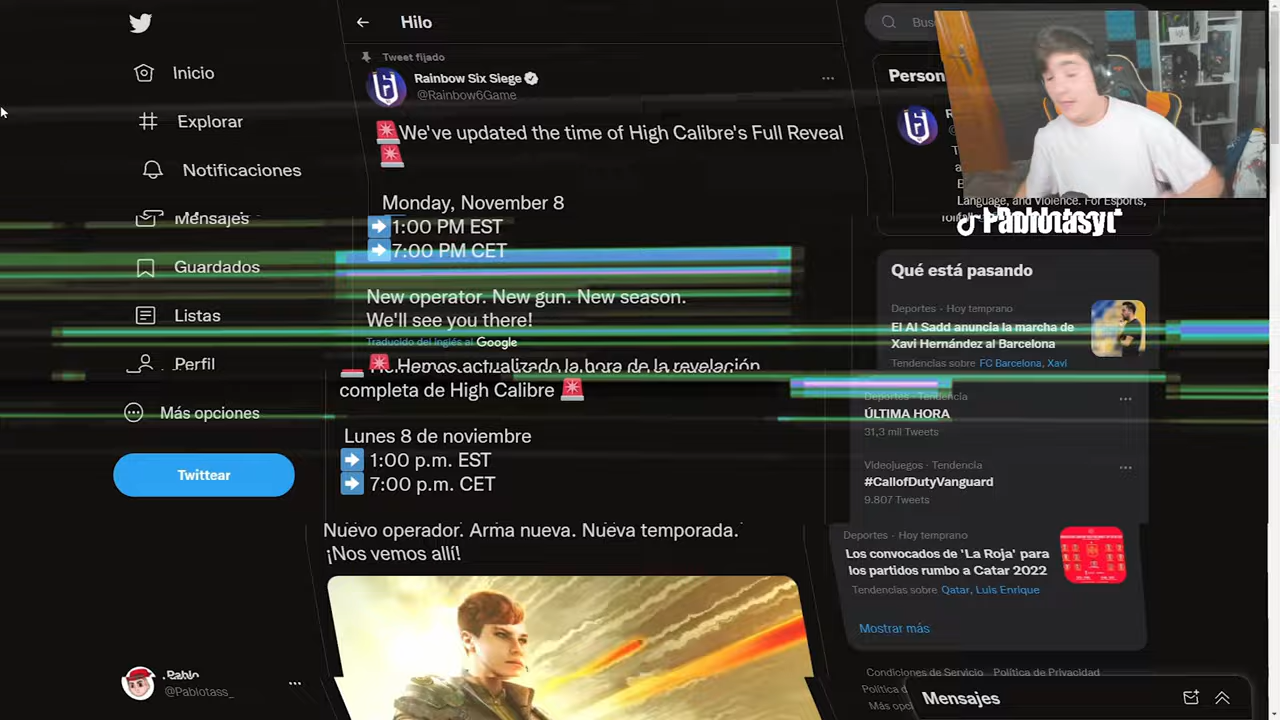 Inicio
Explorar
Notificaciones
Mensajes
Guardados
Listas
Perfil
Más opciones
Twittear
.Pablo
@Pablotass_
Hilo
Tweet fijado
Rainbow Six Siege
@Rainbow6Game
🚨We've updated the time of High Calibre's Full Reveal
🚨
Monday, November 8
➡1:00 PM EST
➡7:00 PM CET
New operator. New gun. New season.
We'll see you there!
Traducido del inglés al Google
🚨 Hemos actualizado la hora de la revelación
completa de High Calibre 🚨
Lunes 8 de noviembre
➡ 1:00 p.m. EST
➡ 7:00 p.m. CET
Nuevo operador. Arma nueva. Nueva temporada.
¡Nos vemos allí!
Bus
Person
Language, and Violence. For Esports,
Pablotasyt
Qué está pasando
Deportes · Hoy temprano
El Al Sadd anuncia la marcha de
Xavi Hernández al Barcelona
Tendencias sobre FC Barcelona, Xavi
Deportes · Tendencia
ÚLTIMA HORA
31,3 mil Tweets
Videojuegos · Tendencia
#CallofDutyVanguard
9.807 Tweets
Deportes · Hoy temprano
Los convocados de 'La Roja' para
los partidos rumbo a Catar 2022
Tendencias sobre Qatar, Luis Enrique
Mostrar más
Condiciones de Servicio Política de Privacidad
Política d
Más opc
Mensajes